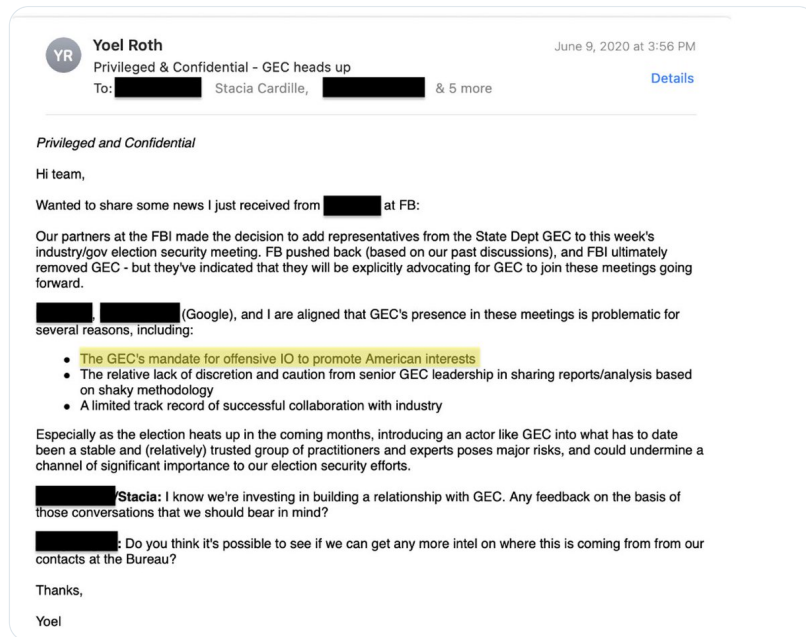 YR
Yoel Roth
June 9, 2020 at 3:56 PM
Privileged & Confidential - GEC heads up
To: Stacia Cardille, & 5 more
Details
Privileged and Confidential
Hi team,
Wanted to share some news I just received from at FB:
Our partners at the FBI made the decision to add representatives from the State Dept GEC to this week's
industry/gov election security meeting. FB pushed back (based on our past discussions), and FBI ultimately
removed GEC - but they've indicated that they will be explicitly advocating for GEC to join these meetings going
forward.
, (Google), and I are aligned that GEC's presence in these meetings is problematic for
several reasons, including:
• The GEC's mandate for offensive IO to promote American interests
• The relative lack of discretion and caution from senior GEC leadership in sharing reports/analysis based
on shaky methodology
• A limited track record of successful collaboration with industry
Especially as the election heats up in the coming months, introducing an actor like GEC into what has to date
been a stable and (relatively) trusted group of practitioners and experts poses major risks, and could undermine a
channel of significant importance to our election security efforts.
/Stacia: I know we're investing in building a relationship with GEC. Any feedback on the basis of
those conversations that we should bear in mind?
: Do you think it's possible to see if we can get any more intel on where this is coming from from our
contacts at the Bureau?
Thanks,
Yoel